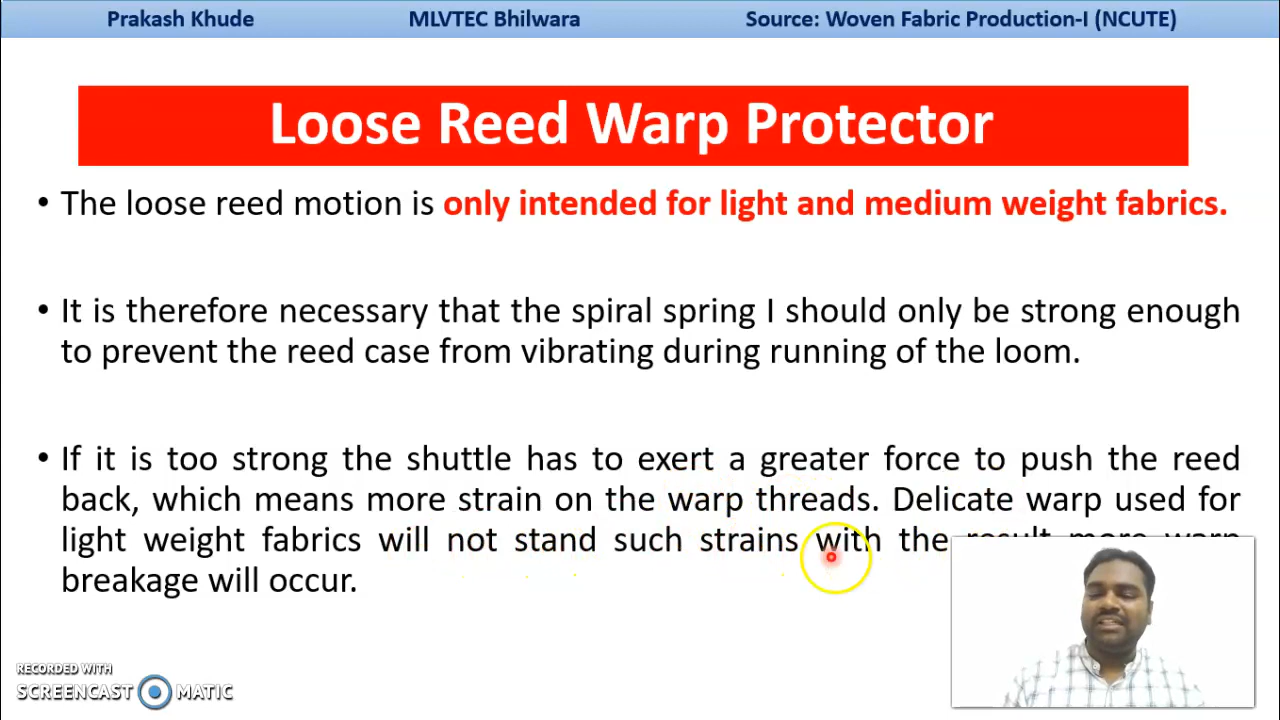 Prakash Khude MLVTEC Bhilwara Source: Woven Fabric Production-I (NCUTE)
Loose Reed Warp Protector
• The loose reed motion is only intended for light and medium weight fabrics.
• It is therefore necessary that the spiral spring I should only be strong enough
to prevent the reed case from vibrating during running of the loom.
• If it is too strong the shuttle has to exert a greater force to push the reed
back, which means more strain on the warp threads. Delicate warp used for
light weight fabrics will not stand such strains with the result more warp
breakage will occur.
RECORDED WITH
SCREENCAST MATIC